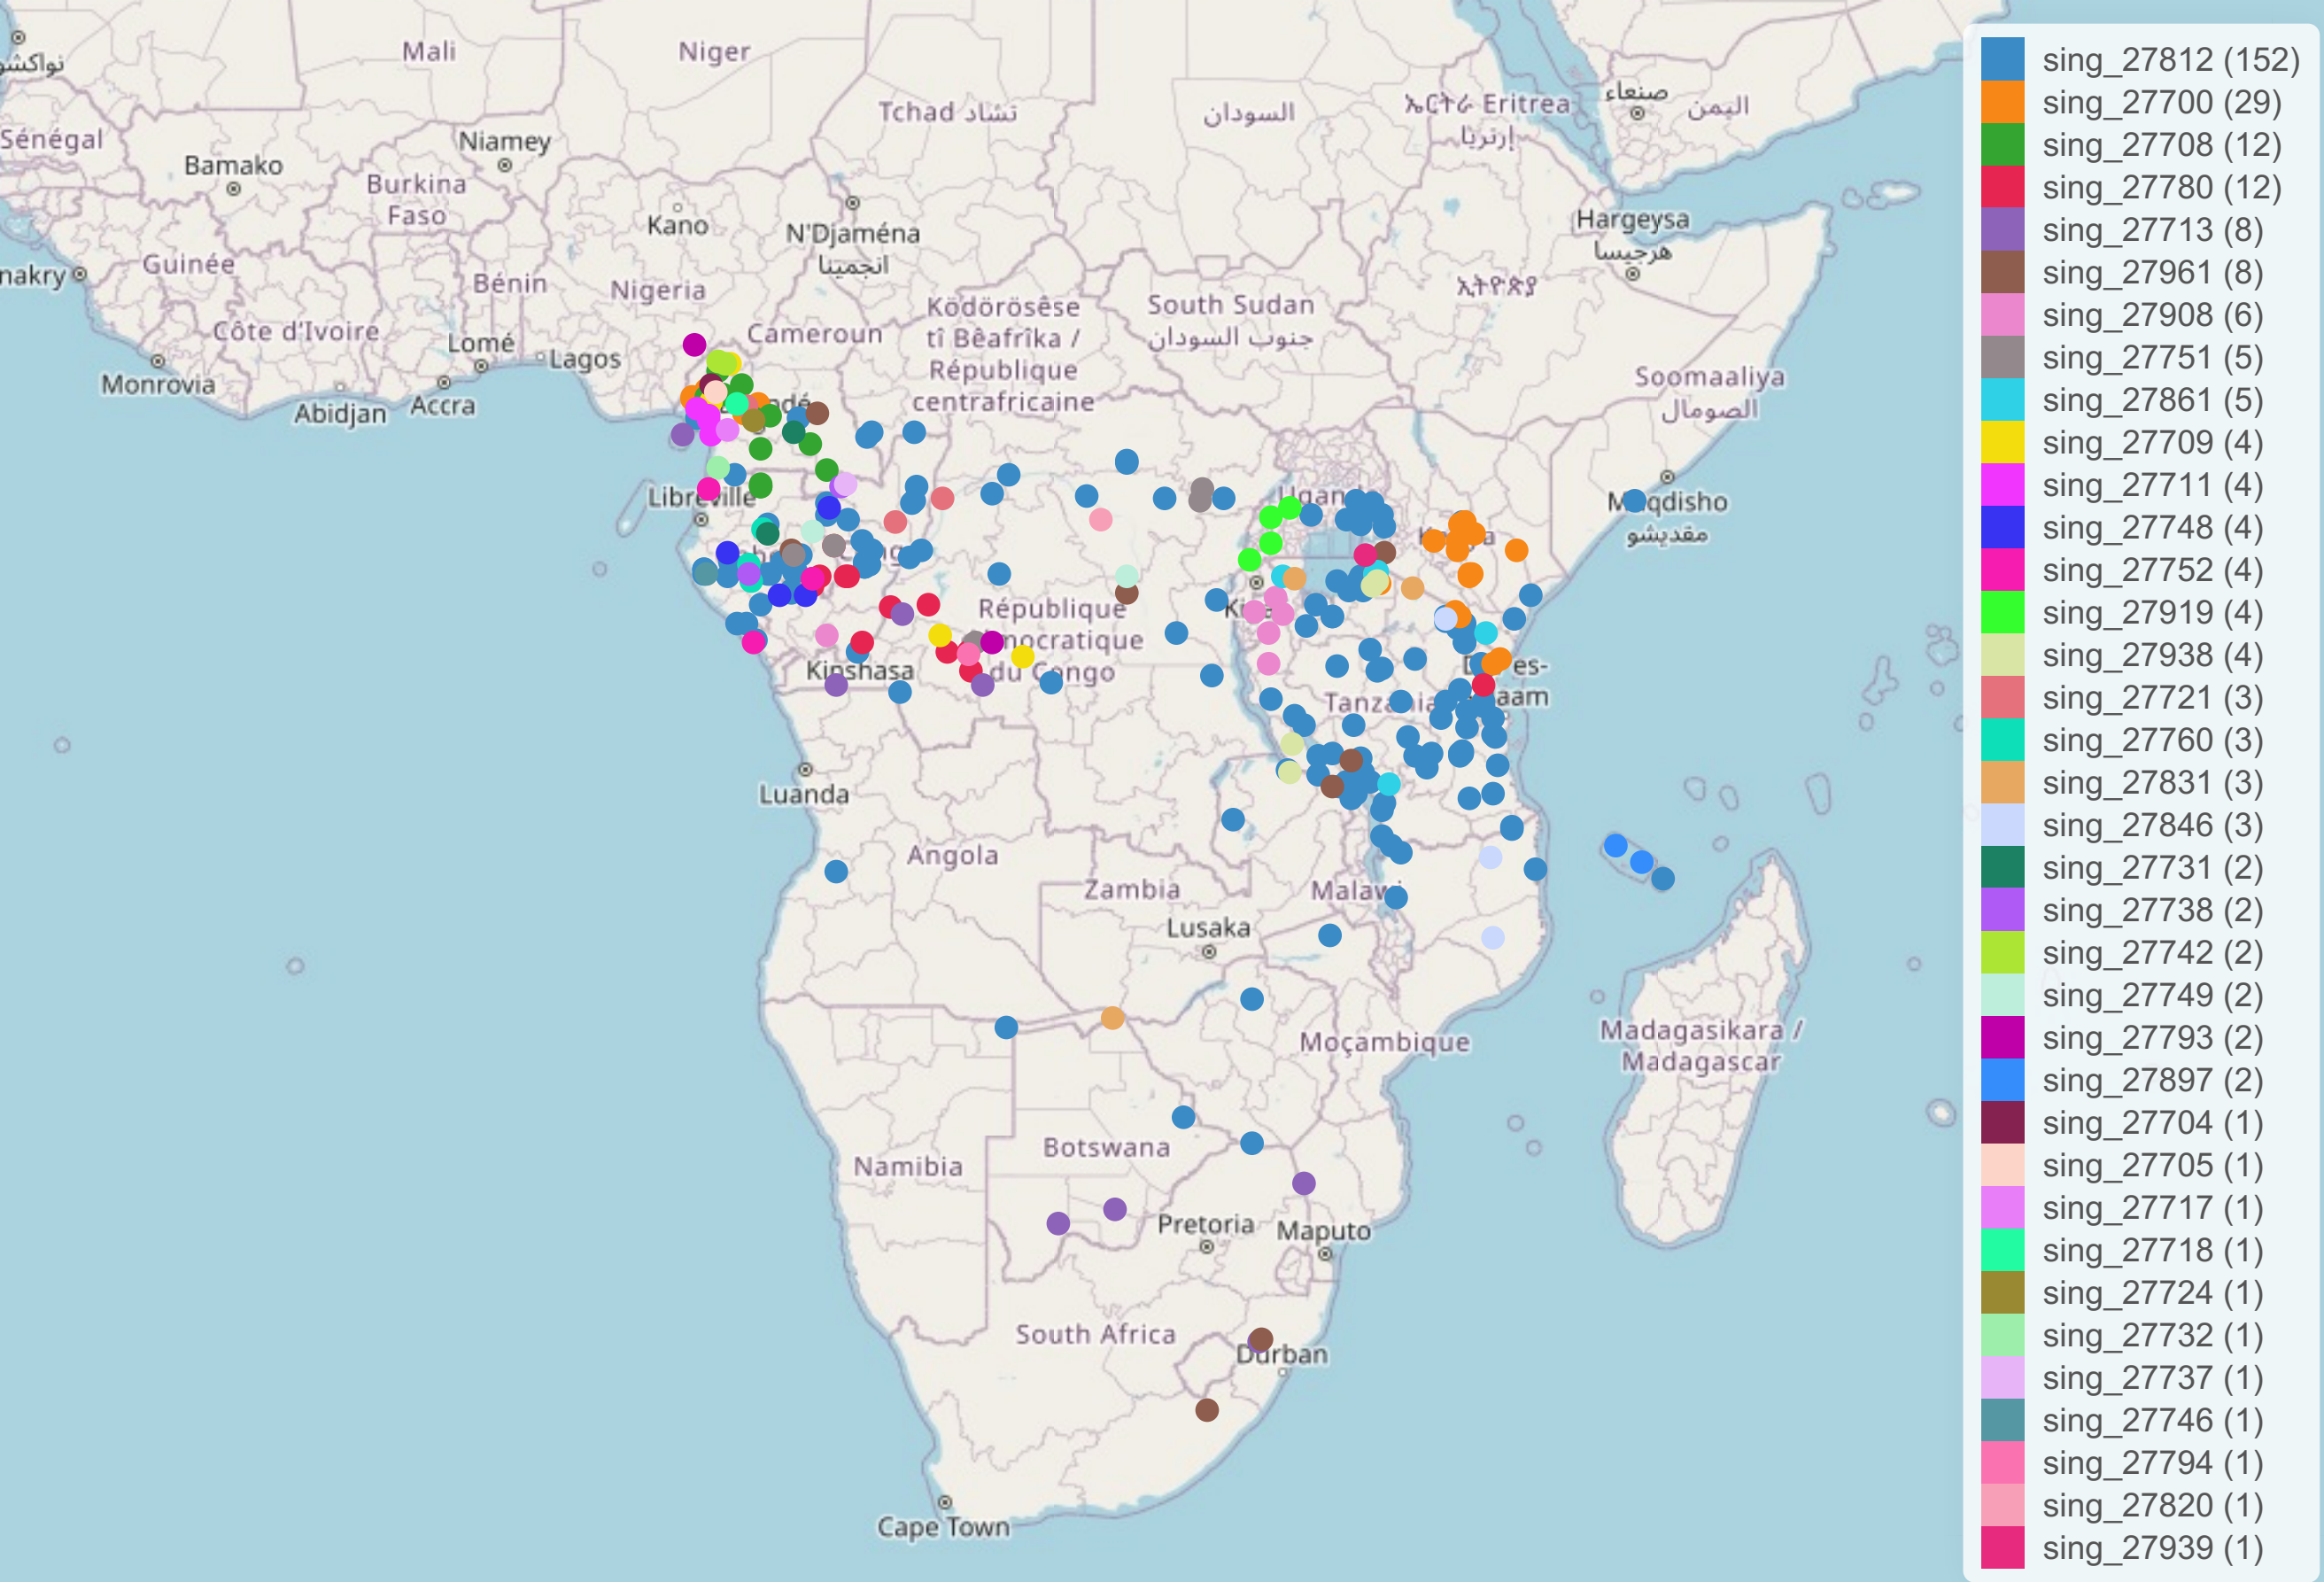 Mali
Niger
Tchad تشاد
السودان
ኤርትራ Eritrea
إرتريا
صنعاء
اليمن
Sénégal
Bamako
Niamey
Burkina
Faso
Kano
N'Djaména
انجمينا
Hargeysa
هرجيسا
nakry
Guinée
Bénin
Nigeria
Ködörösêse
tî Bêafrîka /
République
centrafricaine
South Sudan
جنوب السودان
ኢትዮጵያ
Côte d'Ivoire
Lomé
Lagos
Cameroun
Monrovia
Abidjan
Accra
Soomaaliya
الصومال
Libreville
Muqdisho
مقديشو
République
du Congo
Kinshasa
Tanzania
Luanda
Angola
Zambia
Malawi
Lusaka
Moçambique
Madagasikara /
Madagascar
Namibia
Botswana
Pretoria
Maputo
South Africa
Durban
Cape Town
sing_27812 (152)
sing_27700 (29)
sing_27708 (12)
sing_27780 (12)
sing_27713 (8)
sing_27961 (8)
sing_27908 (6)
sing_27751 (5)
sing_27861 (5)
sing_27709 (4)
sing_27711 (4)
sing_27748 (4)
sing_27752 (4)
sing_27919 (4)
sing_27938 (4)
sing_27721 (3)
sing_27760 (3)
sing_27831 (3)
sing_27846 (3)
sing_27731 (2)
sing_27738 (2)
sing_27742 (2)
sing_27749 (2)
sing_27793 (2)
sing_27897 (2)
sing_27704 (1)
sing_27705 (1)
sing_27717 (1)
sing_27718 (1)
sing_27724 (1)
sing_27732 (1)
sing_27737 (1)
sing_27746 (1)
sing_27794 (1)
sing_27820 (1)
sing_27939 (1)